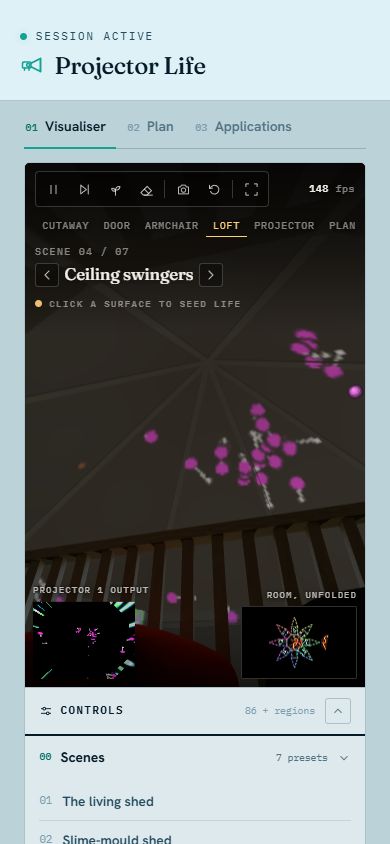 SESSION ACTIVE
Projector Life
01 Visualiser 02 Plan 03 Applications
148 fps
CUTAWAY DOOR ARMCHAIR LOFT PROJECTOR PLAN
SCENE 04 / 07
Ceiling swingers
CLICK A SURFACE TO SEED LIFE
PROJECTOR 1 OUTPUT
ROOM, UNFOLDED
CONTROLS 86 + regions
00 Scenes 7 presets
01 The living shed
02 Slime-mould shed